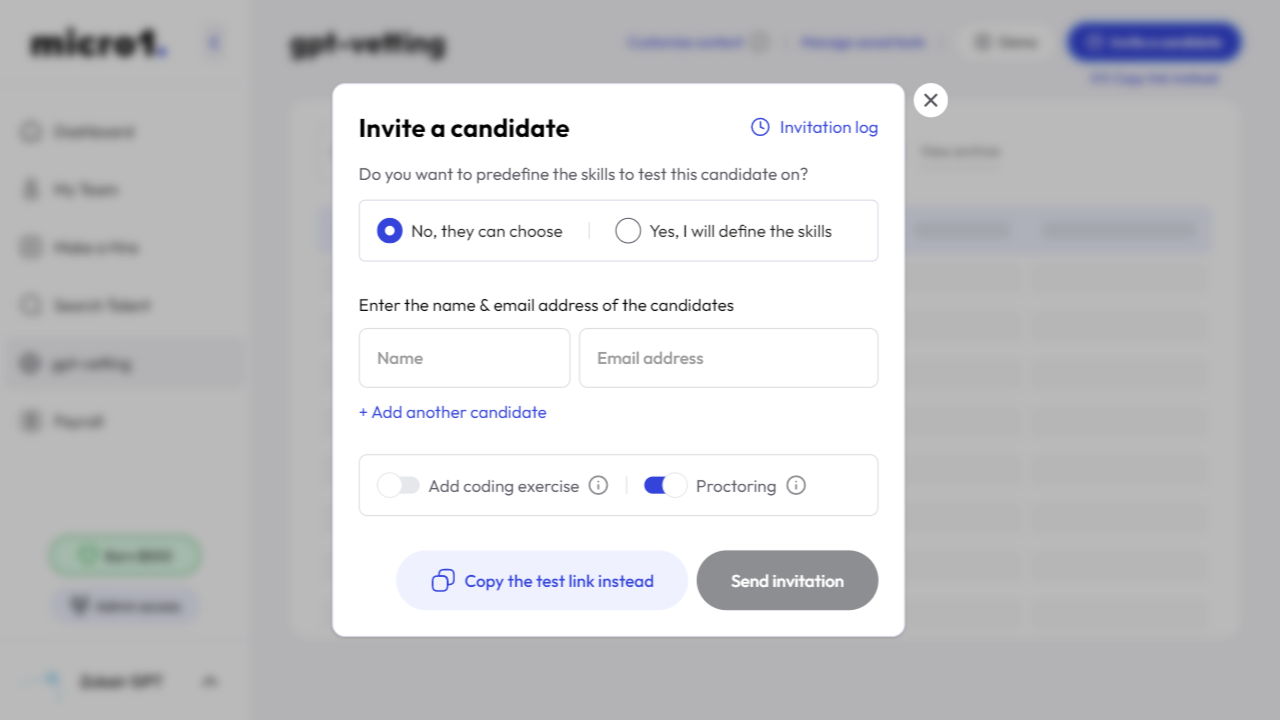 micro1.
gpt-vetting
Dashboard
My Team
Make a Hire
Search Talent
gpt-vetting
Payroll
Invite a candidate
Invitation log
Do you want to predefine the skills to test this candidate on?
No, they can choose
Yes, I will define the skills
Enter the name & email address of the candidates
Name
Email address
+ Add another candidate
Add coding exercise
Proctoring
Copy the test link instead
Send invitation